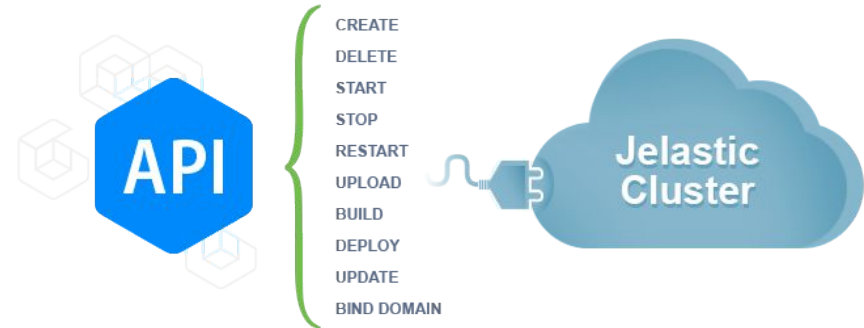 API
CREATE
DELETE
START
STOP
RESTART
UPLOAD
BUILD
DEPLOY
UPDATE
BIND DOMAIN
Jelastic
Cluster